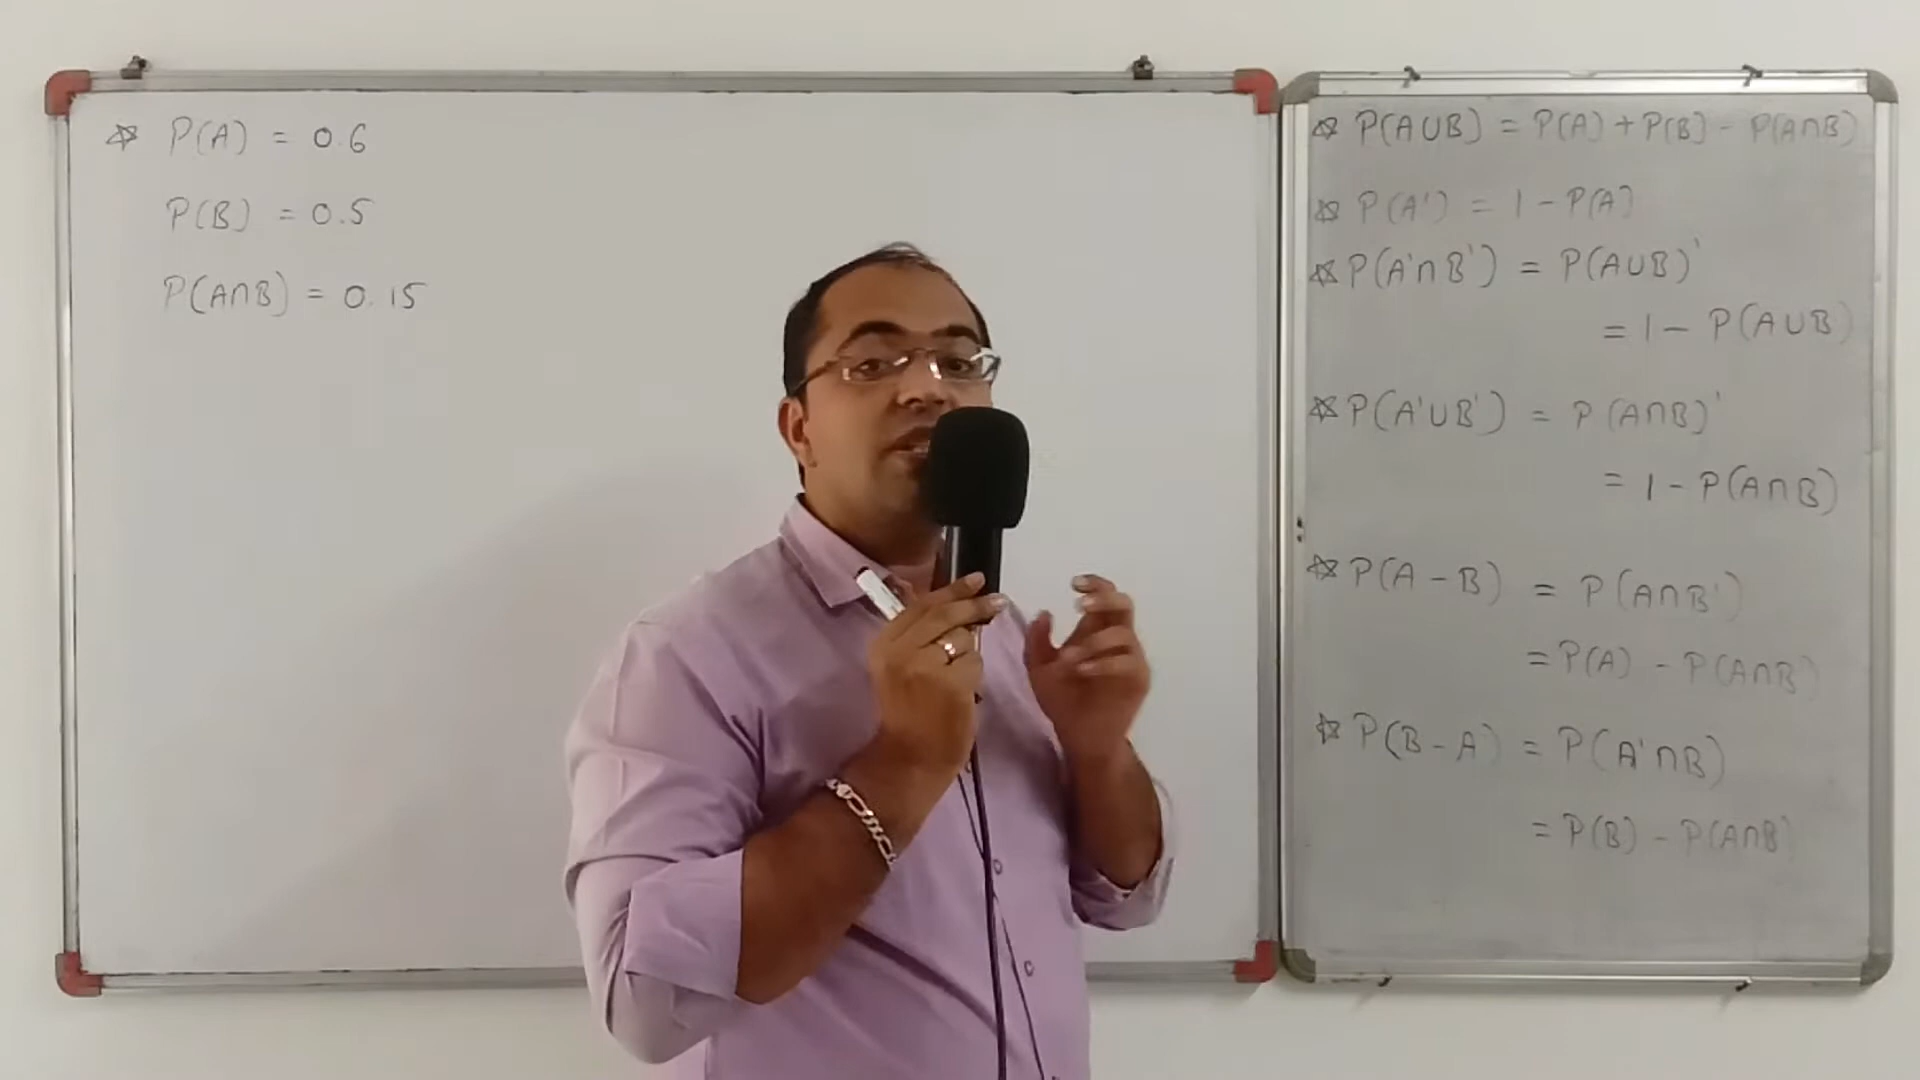 ☆ P(A) = 0.6
P(B) = 0.5
P(A∩B) = 0.15
☆ P(A∪B) = P(A) + P(B) - P(A∩B)
☆ P(A') = 1 - P(A)
☆ P(A'∩B') = P(A∪B)'
= 1 - P(A∪B)
☆ P(A'∪B') = P(A∩B)'
= 1 - P(A∩B)
☆ P(A - B) = P(A∩B')
= P(A) - P(A∩B)
☆ P(B - A) = P(A'∩B)
= P(B) - P(A∩B)